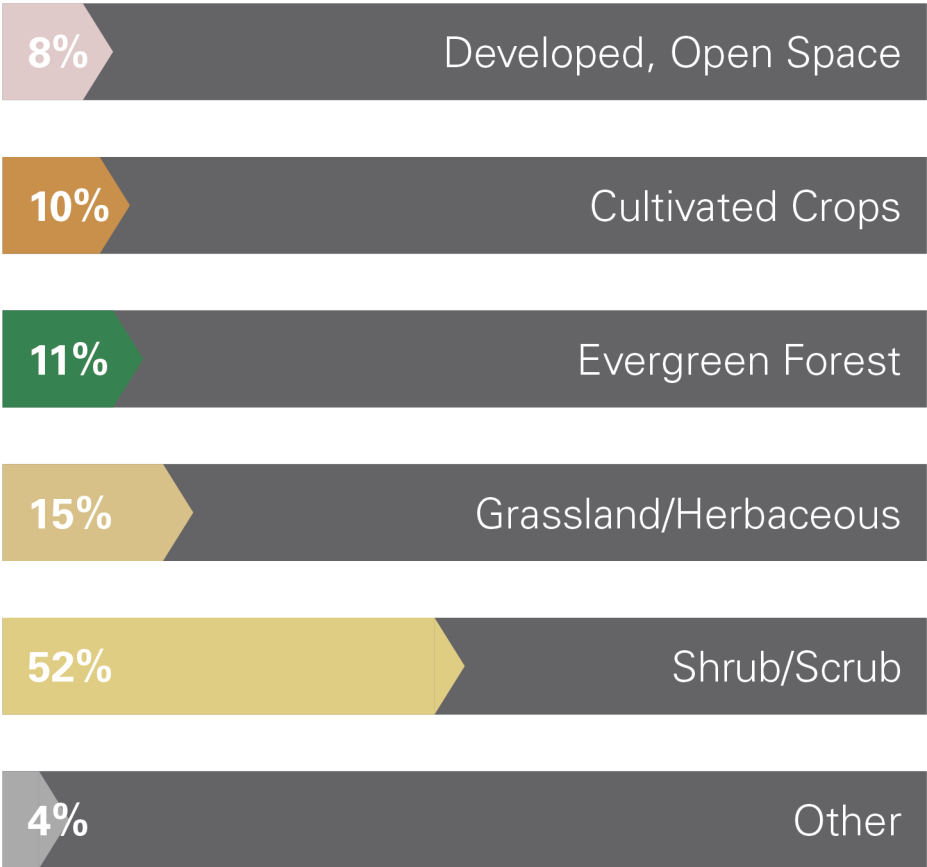 8% Developed, Open Space
10% Cultivated Crops
11% Evergreen Forest
15% Grassland/Herbaceous
52% Shrub/Scrub
4% Other